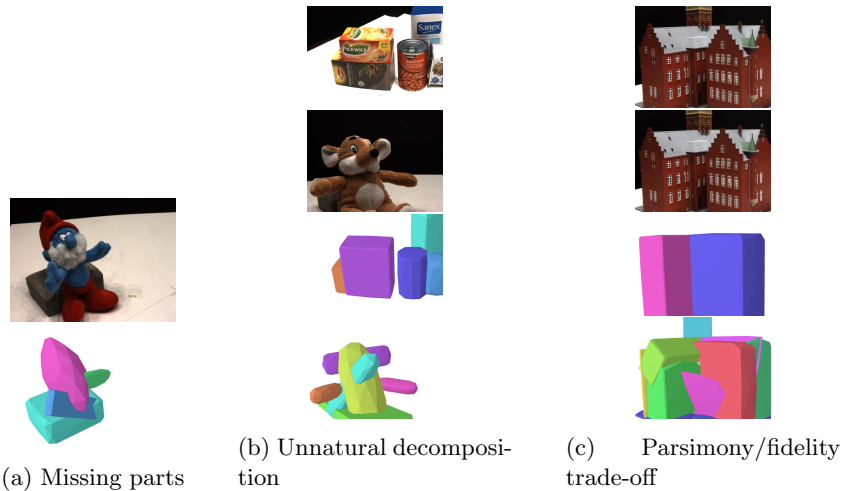 Sanex
PICKWICK
(a) Missing parts
(b) Unnatural decomposi-
tion
(c) Parsimony/fidelity
trade-off